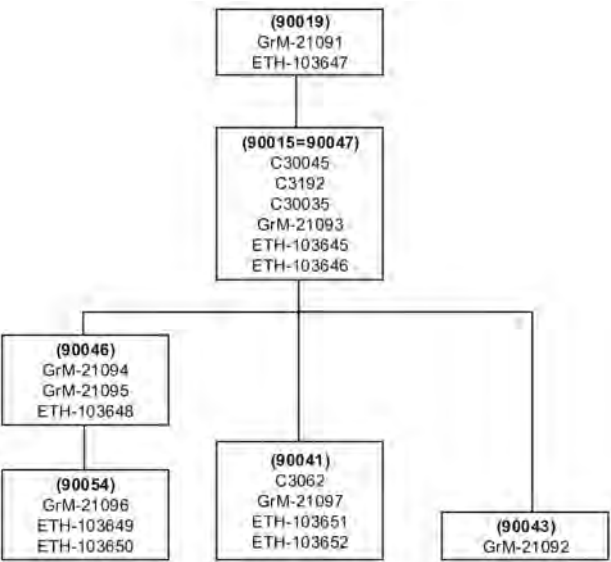 (90019)
GrM-21091
ETH-103647
(90015=90047)
C30045
C3192
C30035
GrM-21093
ETH-103645
ETH-103646
(90046)
GrM-21094
GrM-21095
ETH-103648
(90054)
GrM-21096
ETH-103649
ETH-103650
(90041)
C3062
GrM-21097
ETH-103651
ETH-103652
(90043)
GrM-21092